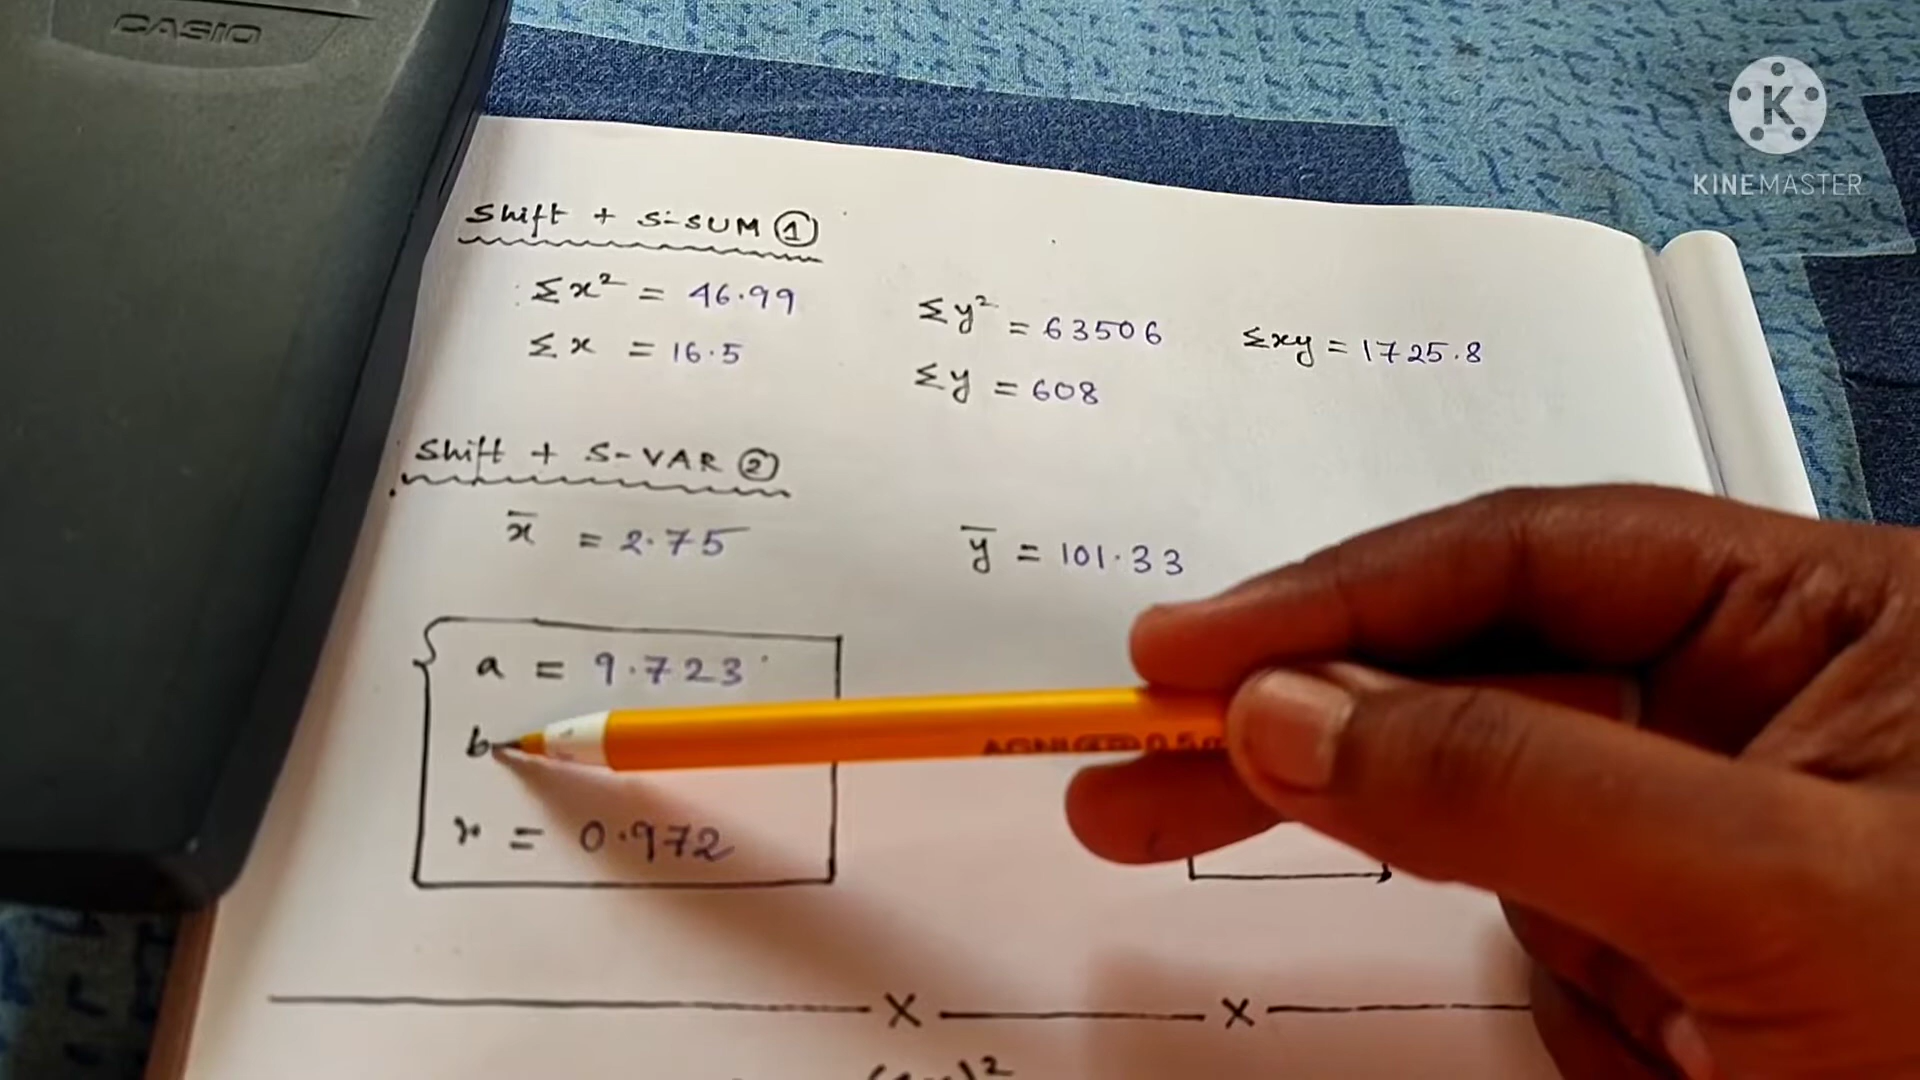 CASIO
KINEMASTER
Shift + S-SUM ①
Σx² = 46.99 Σy² = 63506 Σxy = 1725.8
Σx = 16.5 Σy = 608
Shift + S-VAR ②
x̄ = 2.75 ȳ = 101.33
a = 9.723
b
r = 0.972
X X